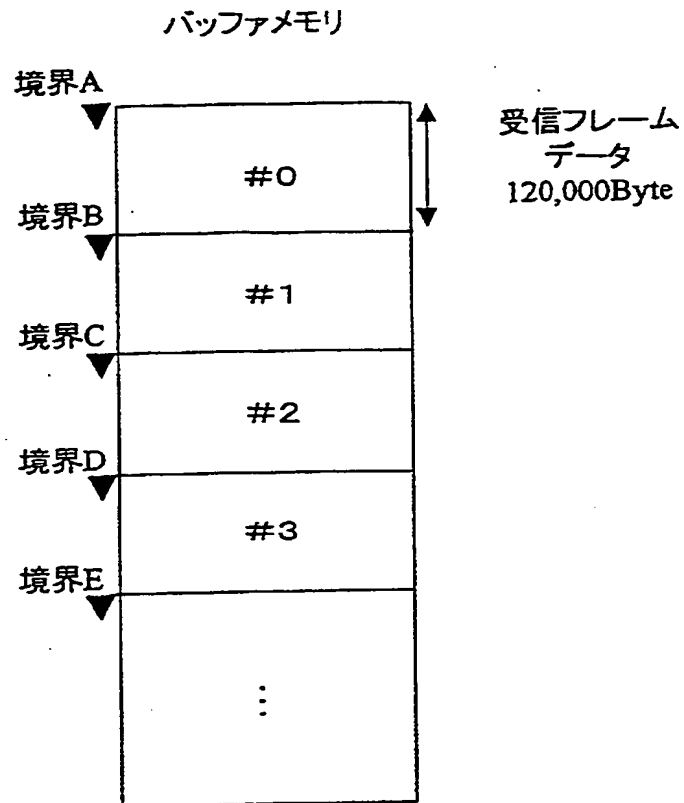 バッファメモリ
境界A
受信フレーム
データ
120,000Byte
#0
境界B
#1
境界C
#2
境界D
#3
境界E
⋮